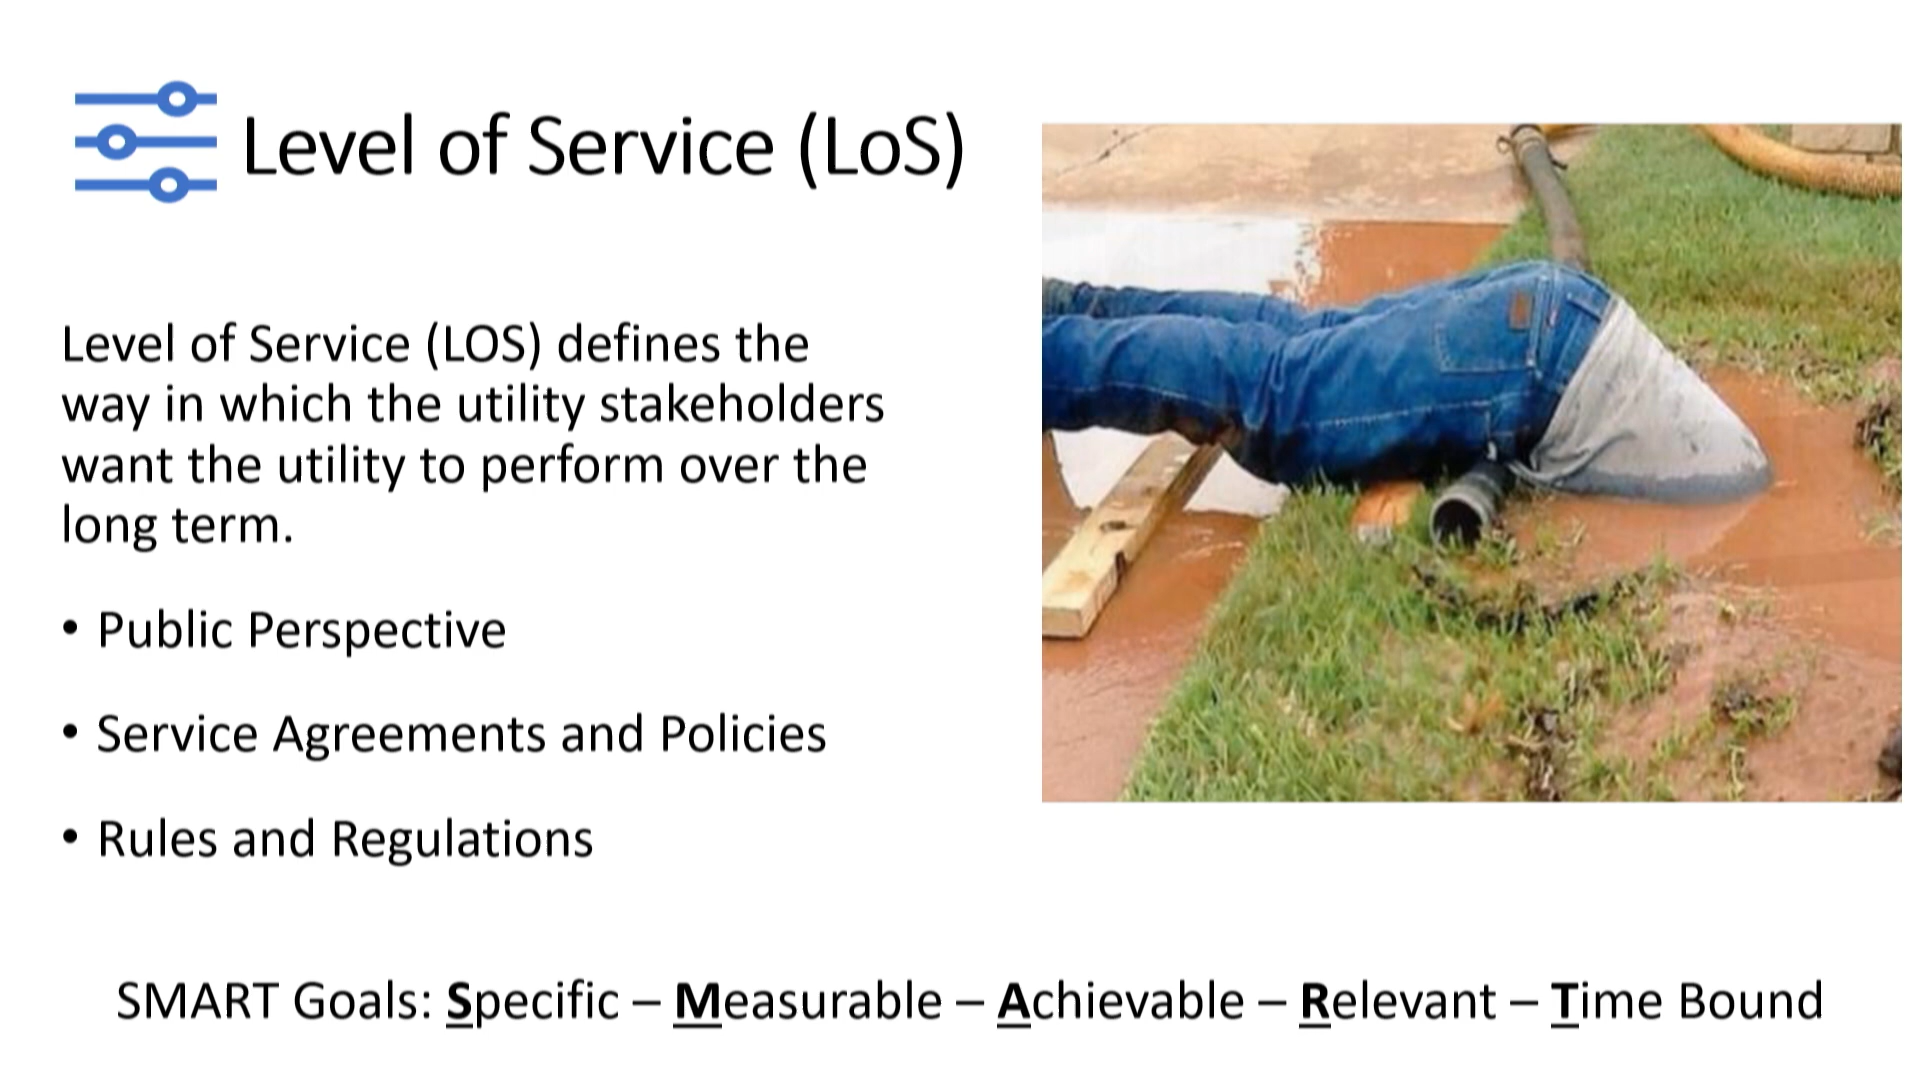 Level of Service (LoS)
Level of Service (LOS) defines the
way in which the utility stakeholders
want the utility to perform over the
long term.
• Public Perspective
• Service Agreements and Policies
• Rules and Regulations
SMART Goals: Specific – Measurable – Achievable – Relevant – Time Bound